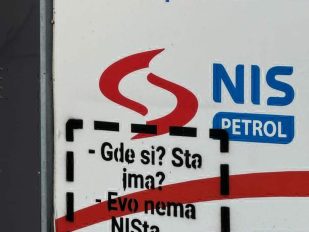 NIS
PETROL
- Gde si? Sta
ima?
- Evo nema
NISta